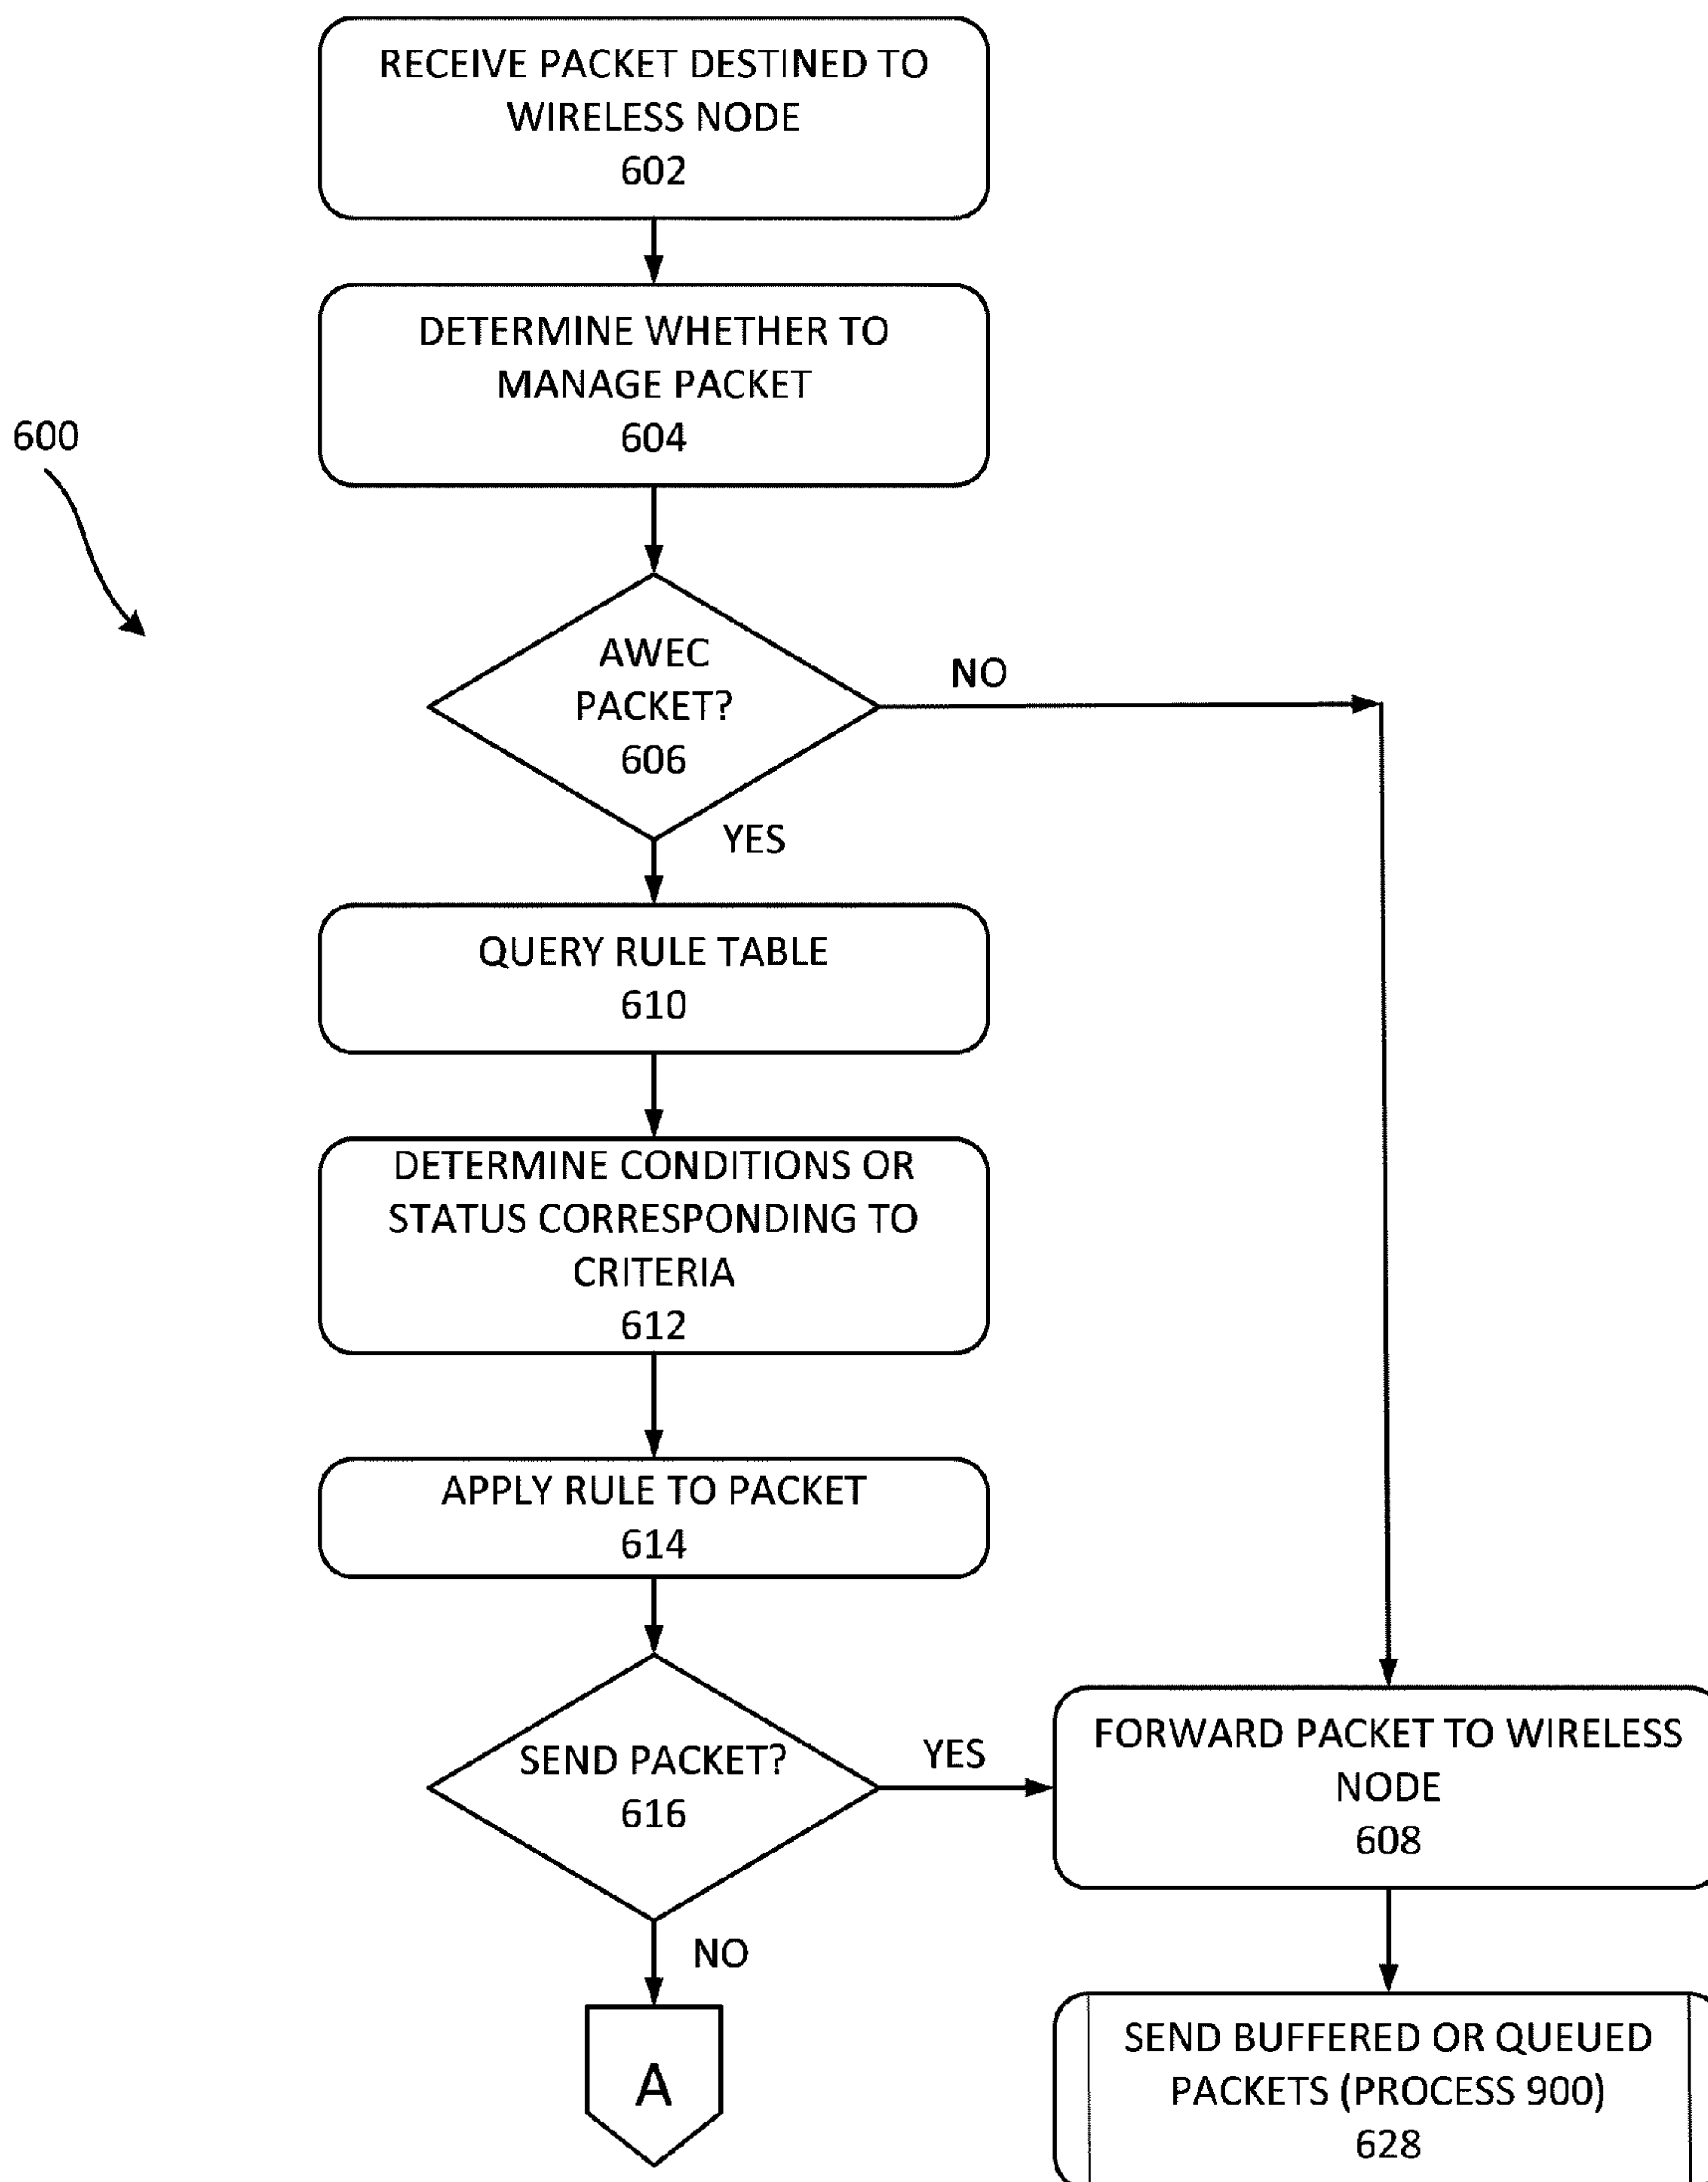 RECEIVE PACKET DESTINED TO
WIRELESS NODE
602
DETERMINE WHETHER TO
MANAGE PACKET
604
600
AWEC
PACKET?
606
NO
YES
QUERY RULE TABLE
610
DETERMINE CONDITIONS OR
STATUS CORRESPONDING TO
CRITERIA
612
APPLY RULE TO PACKET
614
SEND PACKET?
616
YES
FORWARD PACKET TO WIRELESS
NODE
608
NO
A
SEND BUFFERED OR QUEUED
PACKETS (PROCESS 900)
628